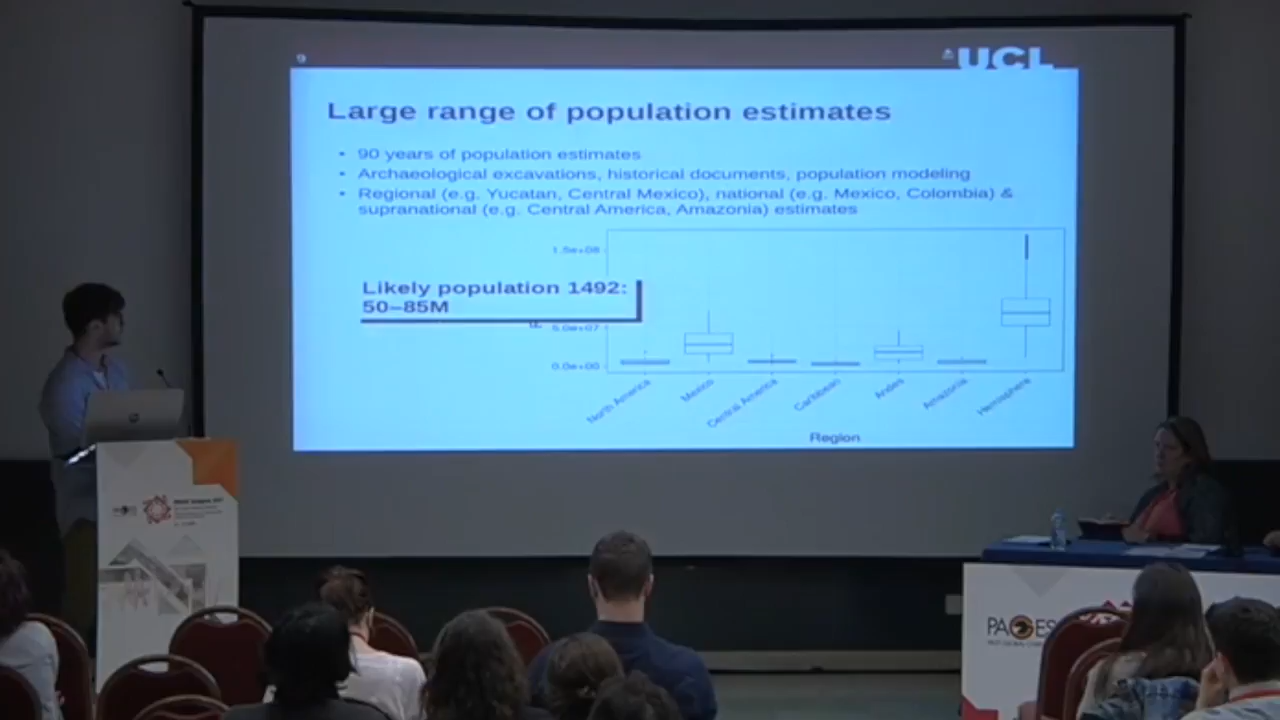 9
UCL
Large range of population estimates
• 90 years of population estimates
• Archaeological excavations, historical documents, population modeling
• Regional (e.g. Yucatan, Central Mexico), national (e.g. Mexico, Colombia) &
supranational (e.g. Central America, Amazonia) estimates
1.5e+08
Likely population 1492:
50–85M
5.0e+07
0.0e+00
North America
Mexico
Central America
Caribbean
Andes
Amazonia
Hemisphere
Region
hp
PAGES
PAGES